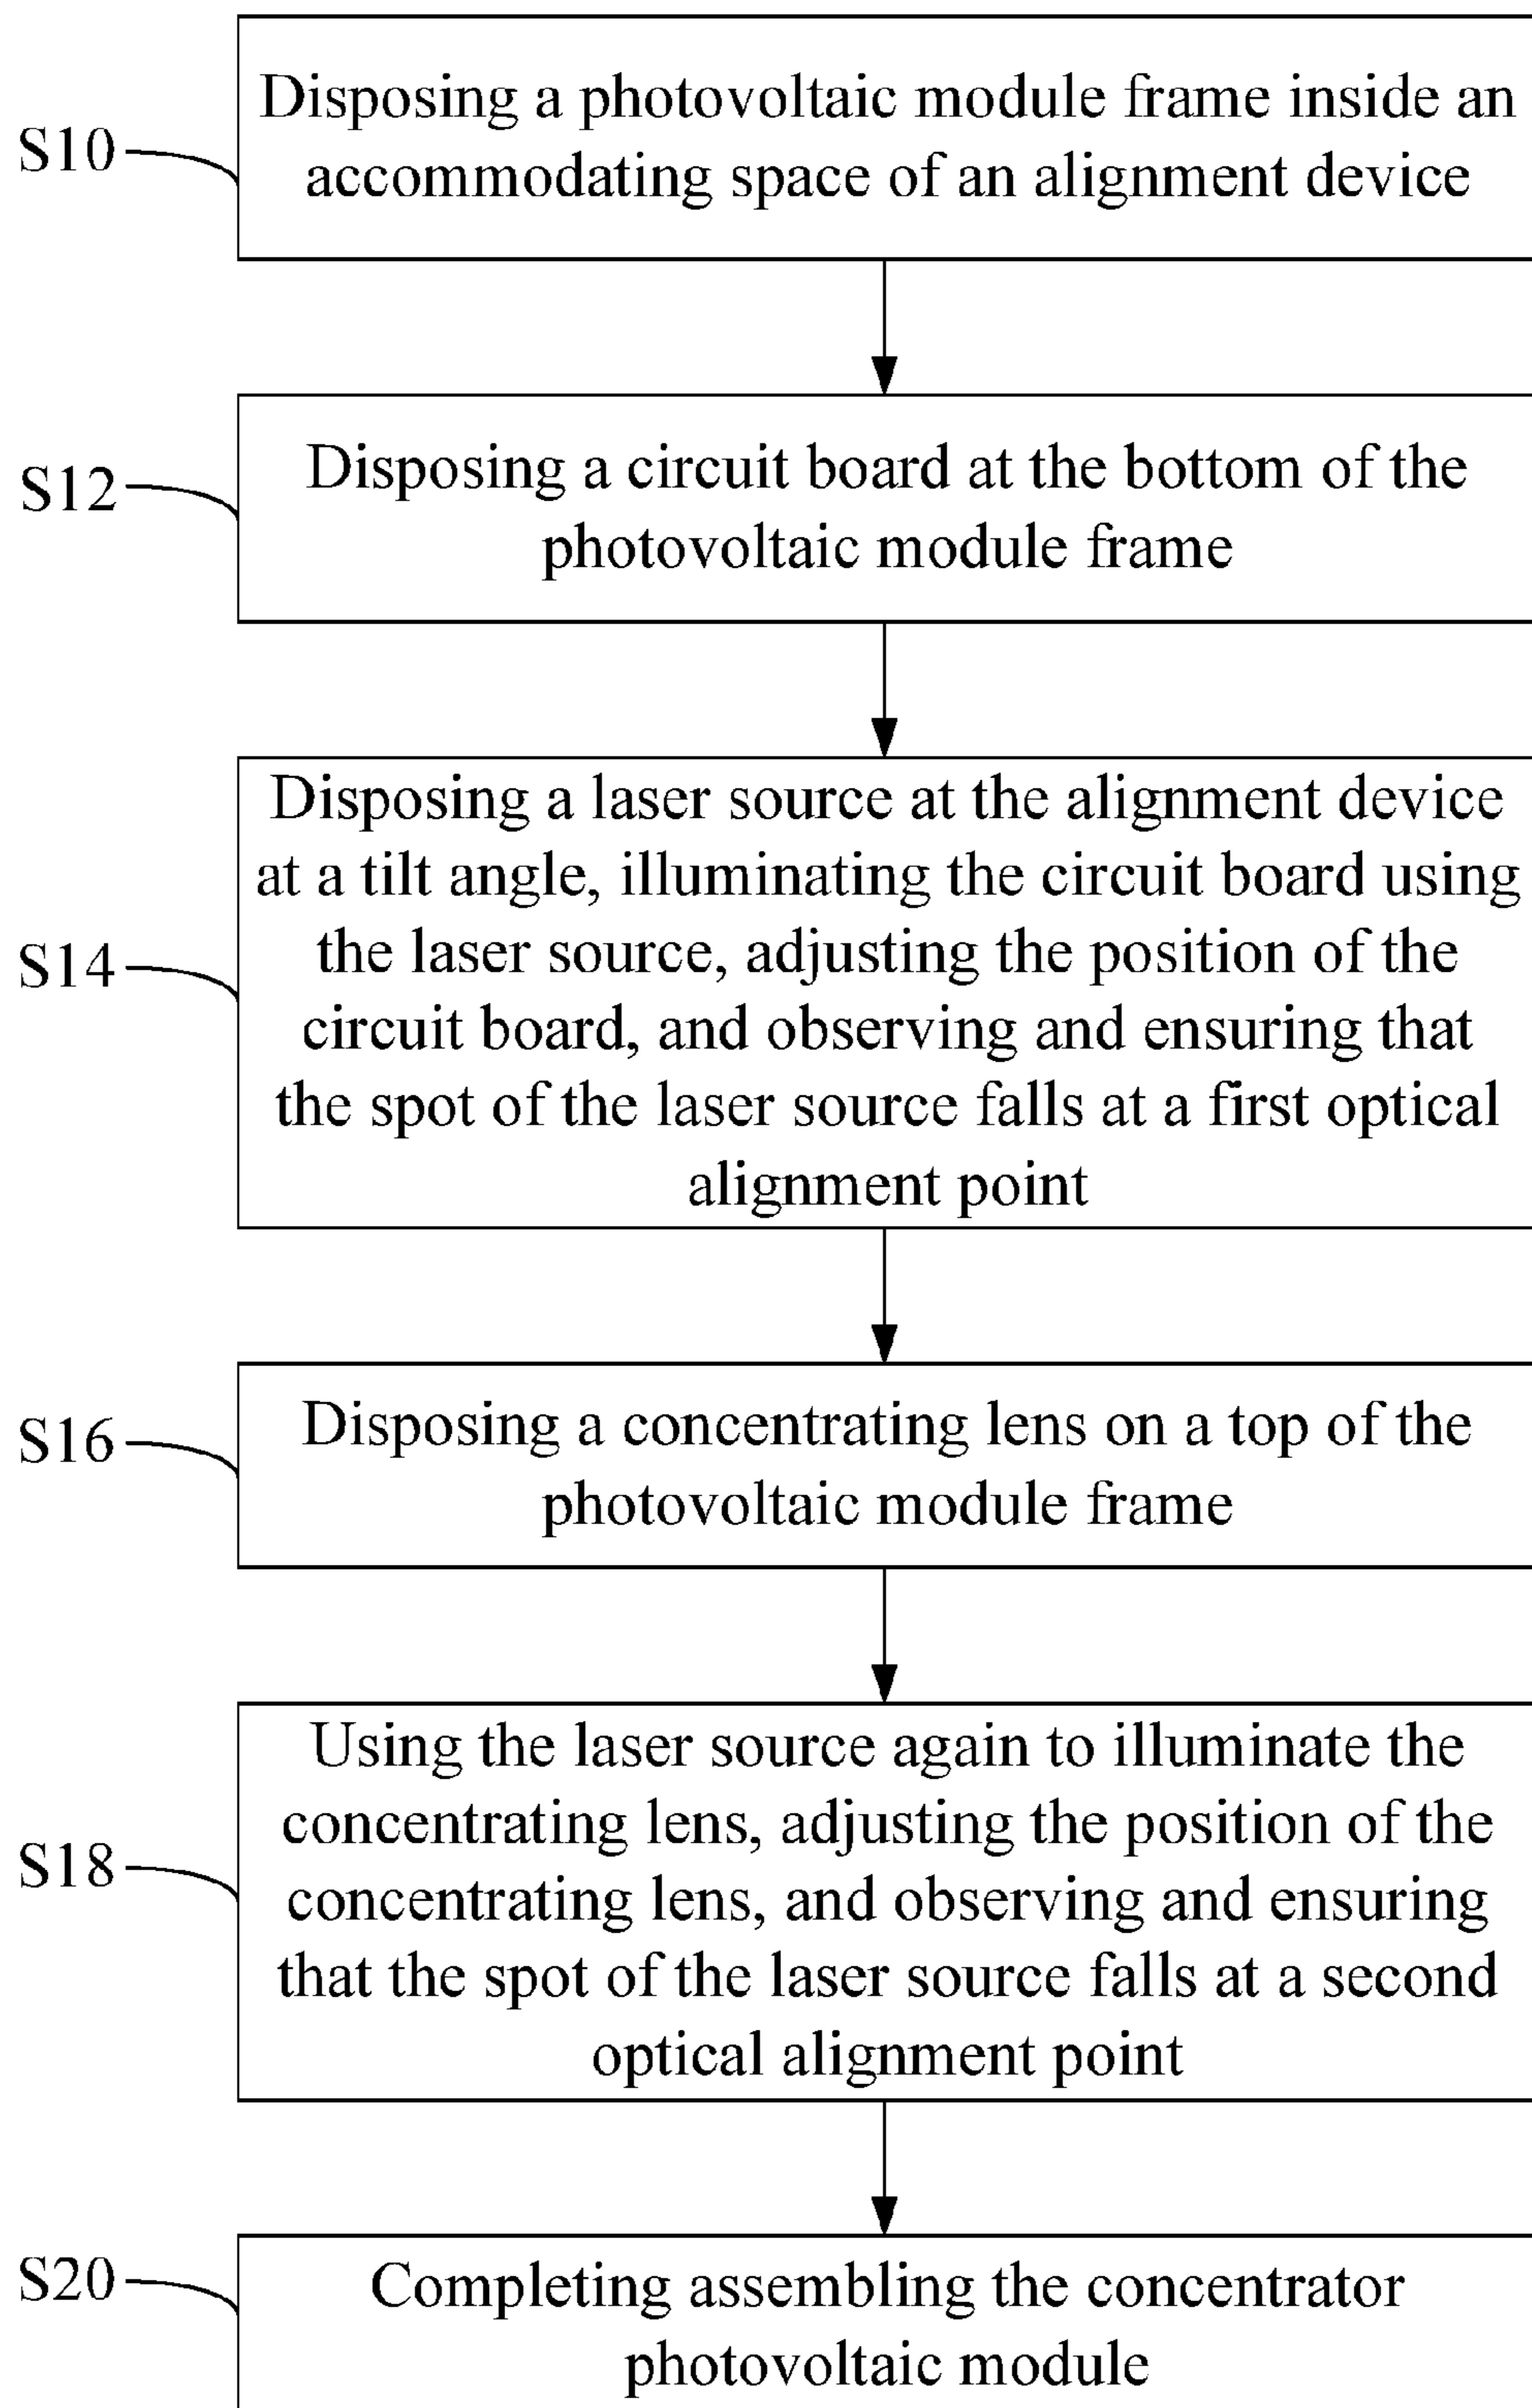 S10
Disposing a photovoltaic module frame inside an
accommodating space of an alignment device
S12
Disposing a circuit board at the bottom of the
photovoltaic module frame
S14
Disposing a laser source at the alignment device
at a tilt angle, illuminating the circuit board using
the laser source, adjusting the position of the
circuit board, and observing and ensuring that
the spot of the laser source falls at a first optical
alignment point
S16
Disposing a concentrating lens on a top of the
photovoltaic module frame
S18
Using the laser source again to illuminate the
concentrating lens, adjusting the position of the
concentrating lens, and observing and ensuring
that the spot of the laser source falls at a second
optical alignment point
S20
Completing assembling the concentrator
photovoltaic module